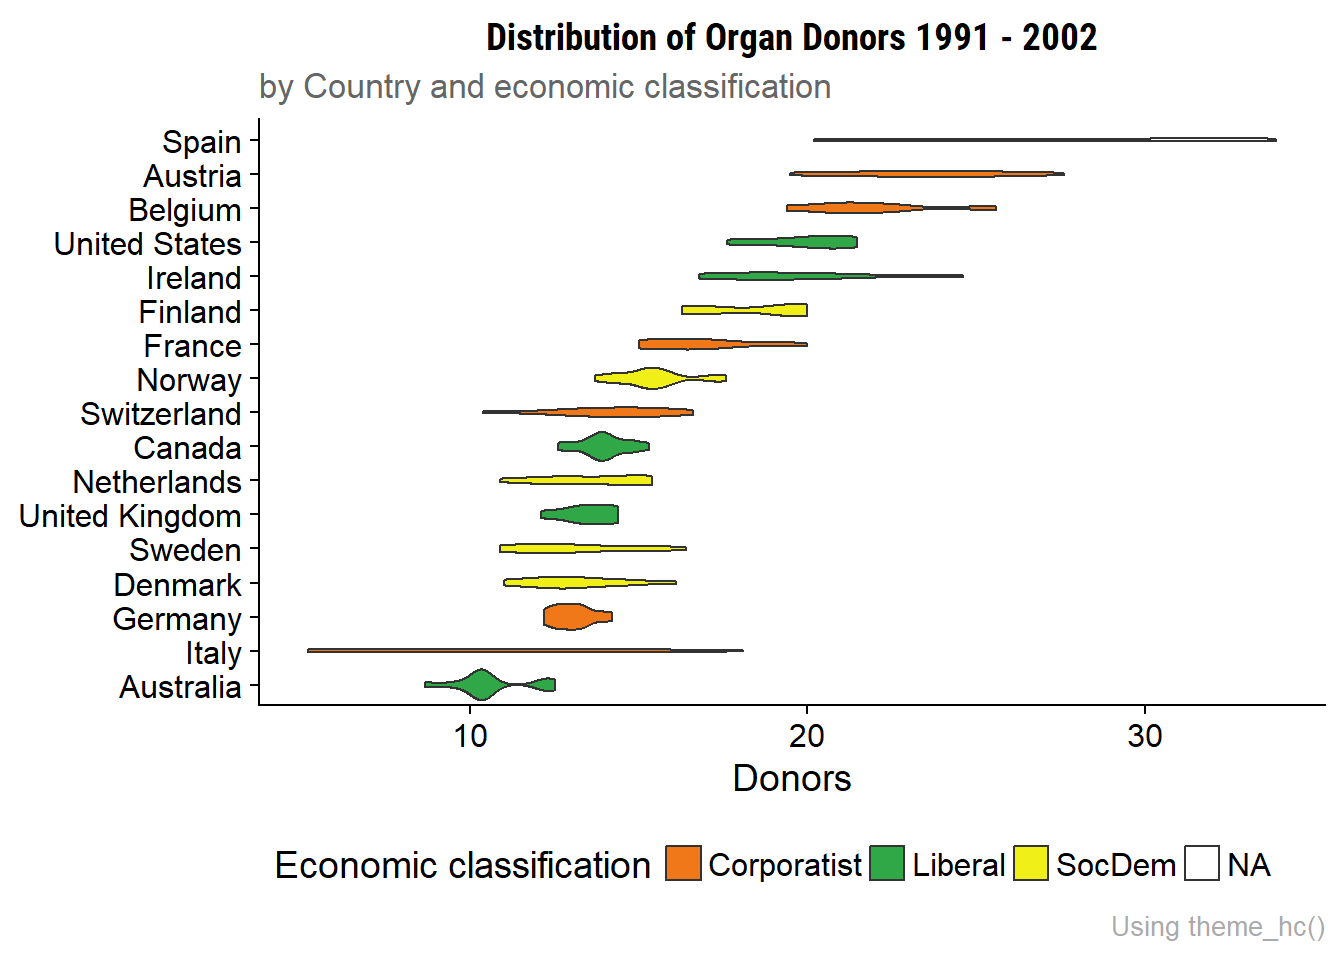 Distribution of Organ Donors 1991 - 2002
by Country and economic classification
Spain
Austria
Belgium
United States
Ireland
Finland
France
Norway
Switzerland
Canada
Netherlands
United Kingdom
Sweden
Denmark
Germany
Italy
Australia
10 20 30
Donors
Economic classification Corporatist Liberal SocDem NA
Using theme_hc()